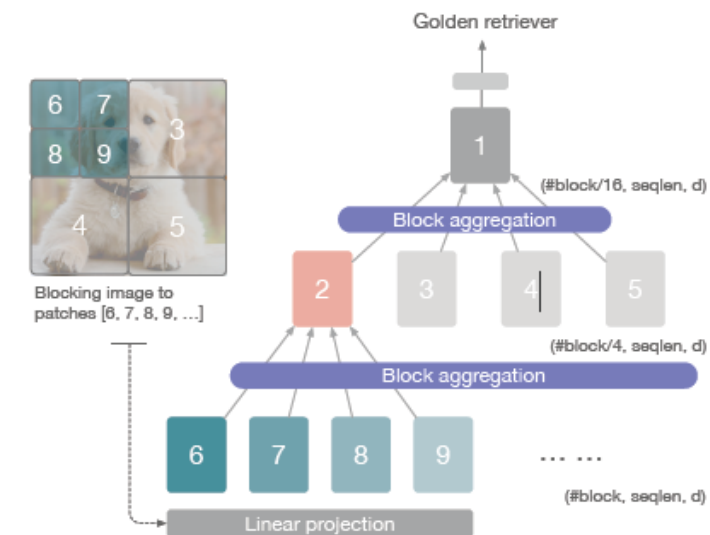 Golden retriever
6 7
3
8 9
4 5
1
(#block/16, seqlen, d)
Block aggregation
2 3 4 5
Blocking image to
patches [6, 7, 8, 9, ...]
(#block/4, seqlen, d)
Block aggregation
6 7 8 9 ... ...
(#block, seqlen, d)
Linear projection